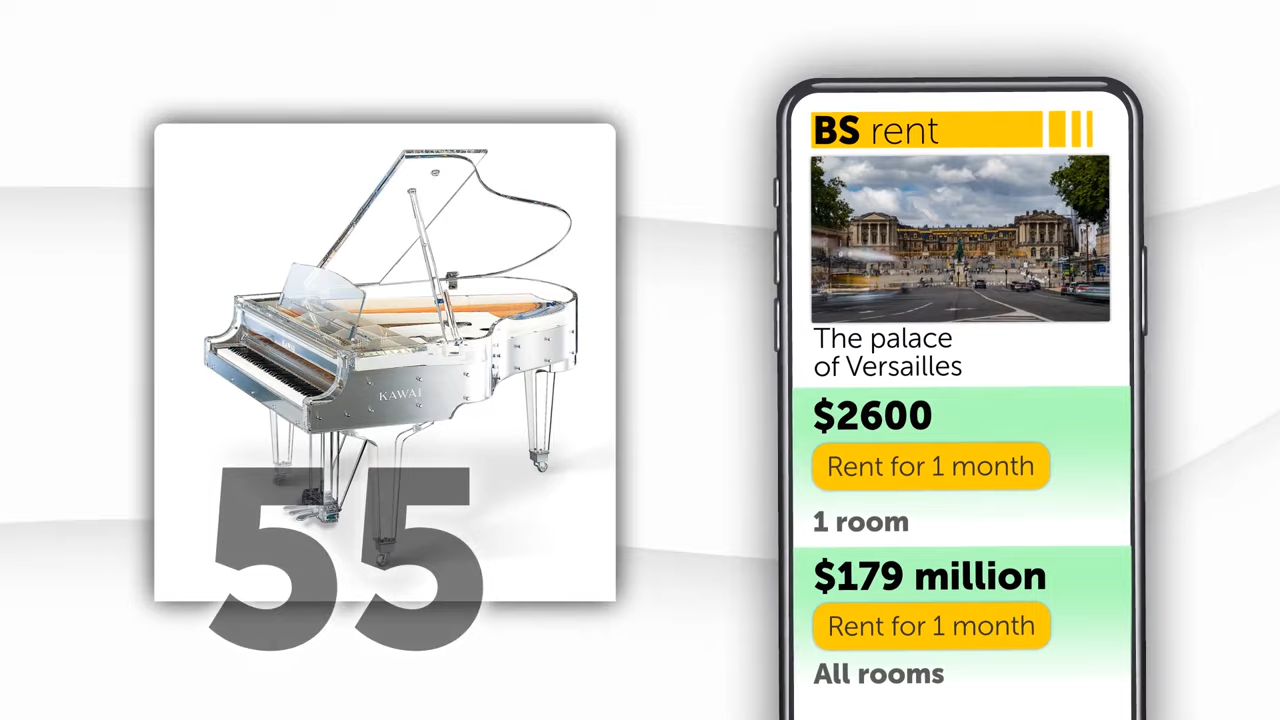 KAWAI
55
BS rent
The palace
of Versailles
$2600
Rent for 1 month
1 room
$179 million
Rent for 1 month
All rooms